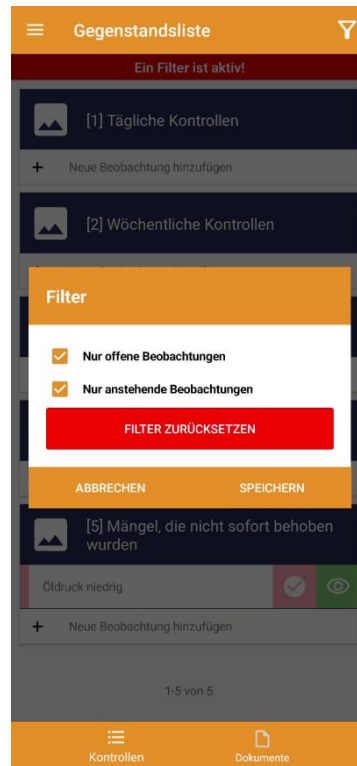 Gegenstandsliste
Ein Filter ist aktiv!
[1] Tägliche Kontrollen
+ Neue Beobachtung hinzufügen
[2] Wöchentliche Kontrollen
Filter
Nur offene Beobachtungen
Nur anstehende Beobachtungen
FILTER ZURÜCKSETZEN
ABBRECHEN SPEICHERN
[5] Mängel, die nicht sofort behoben
wurden
Öldruck niedrig
+ Neue Beobachtung hinzufügen
1-5 von 5
Kontrollen Dokumente